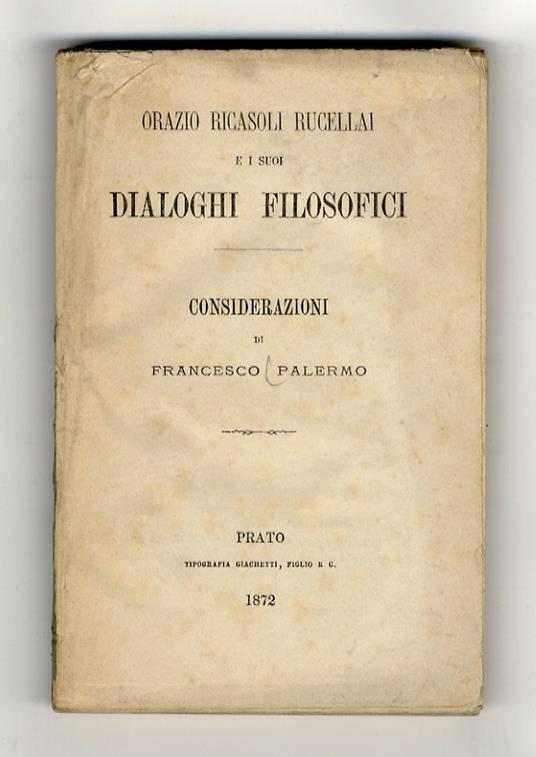 ORAZIO RICASOLI RUCELLAI
E I SUOI
DIALOGHI FILOSOFICI
CONSIDERAZIONI
DI
FRANCESCO PALERMO
PRATO
TIPOGRAFIA GIACHETTI, FIGLIO E C.
1872